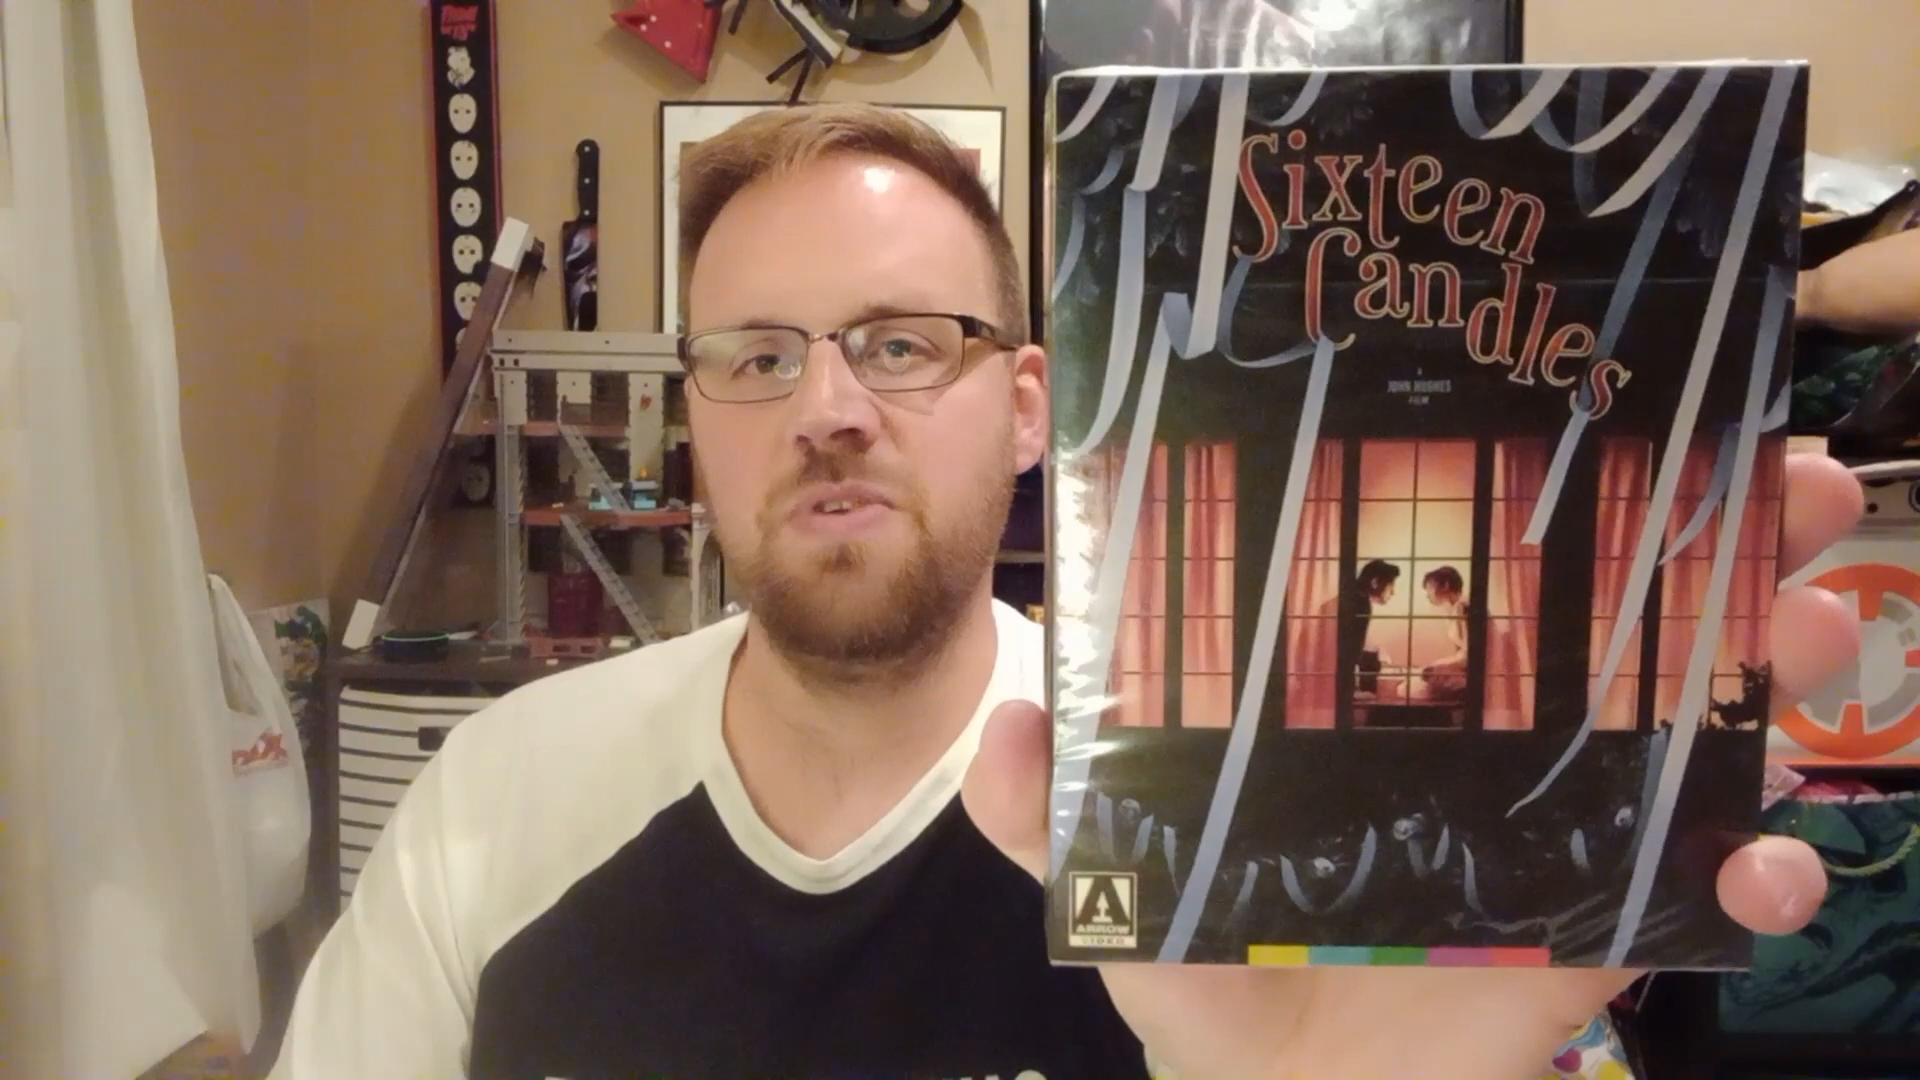 Sixteen
Candles
A
JOHN HUGHES
FILM
ARROW
VIDEO